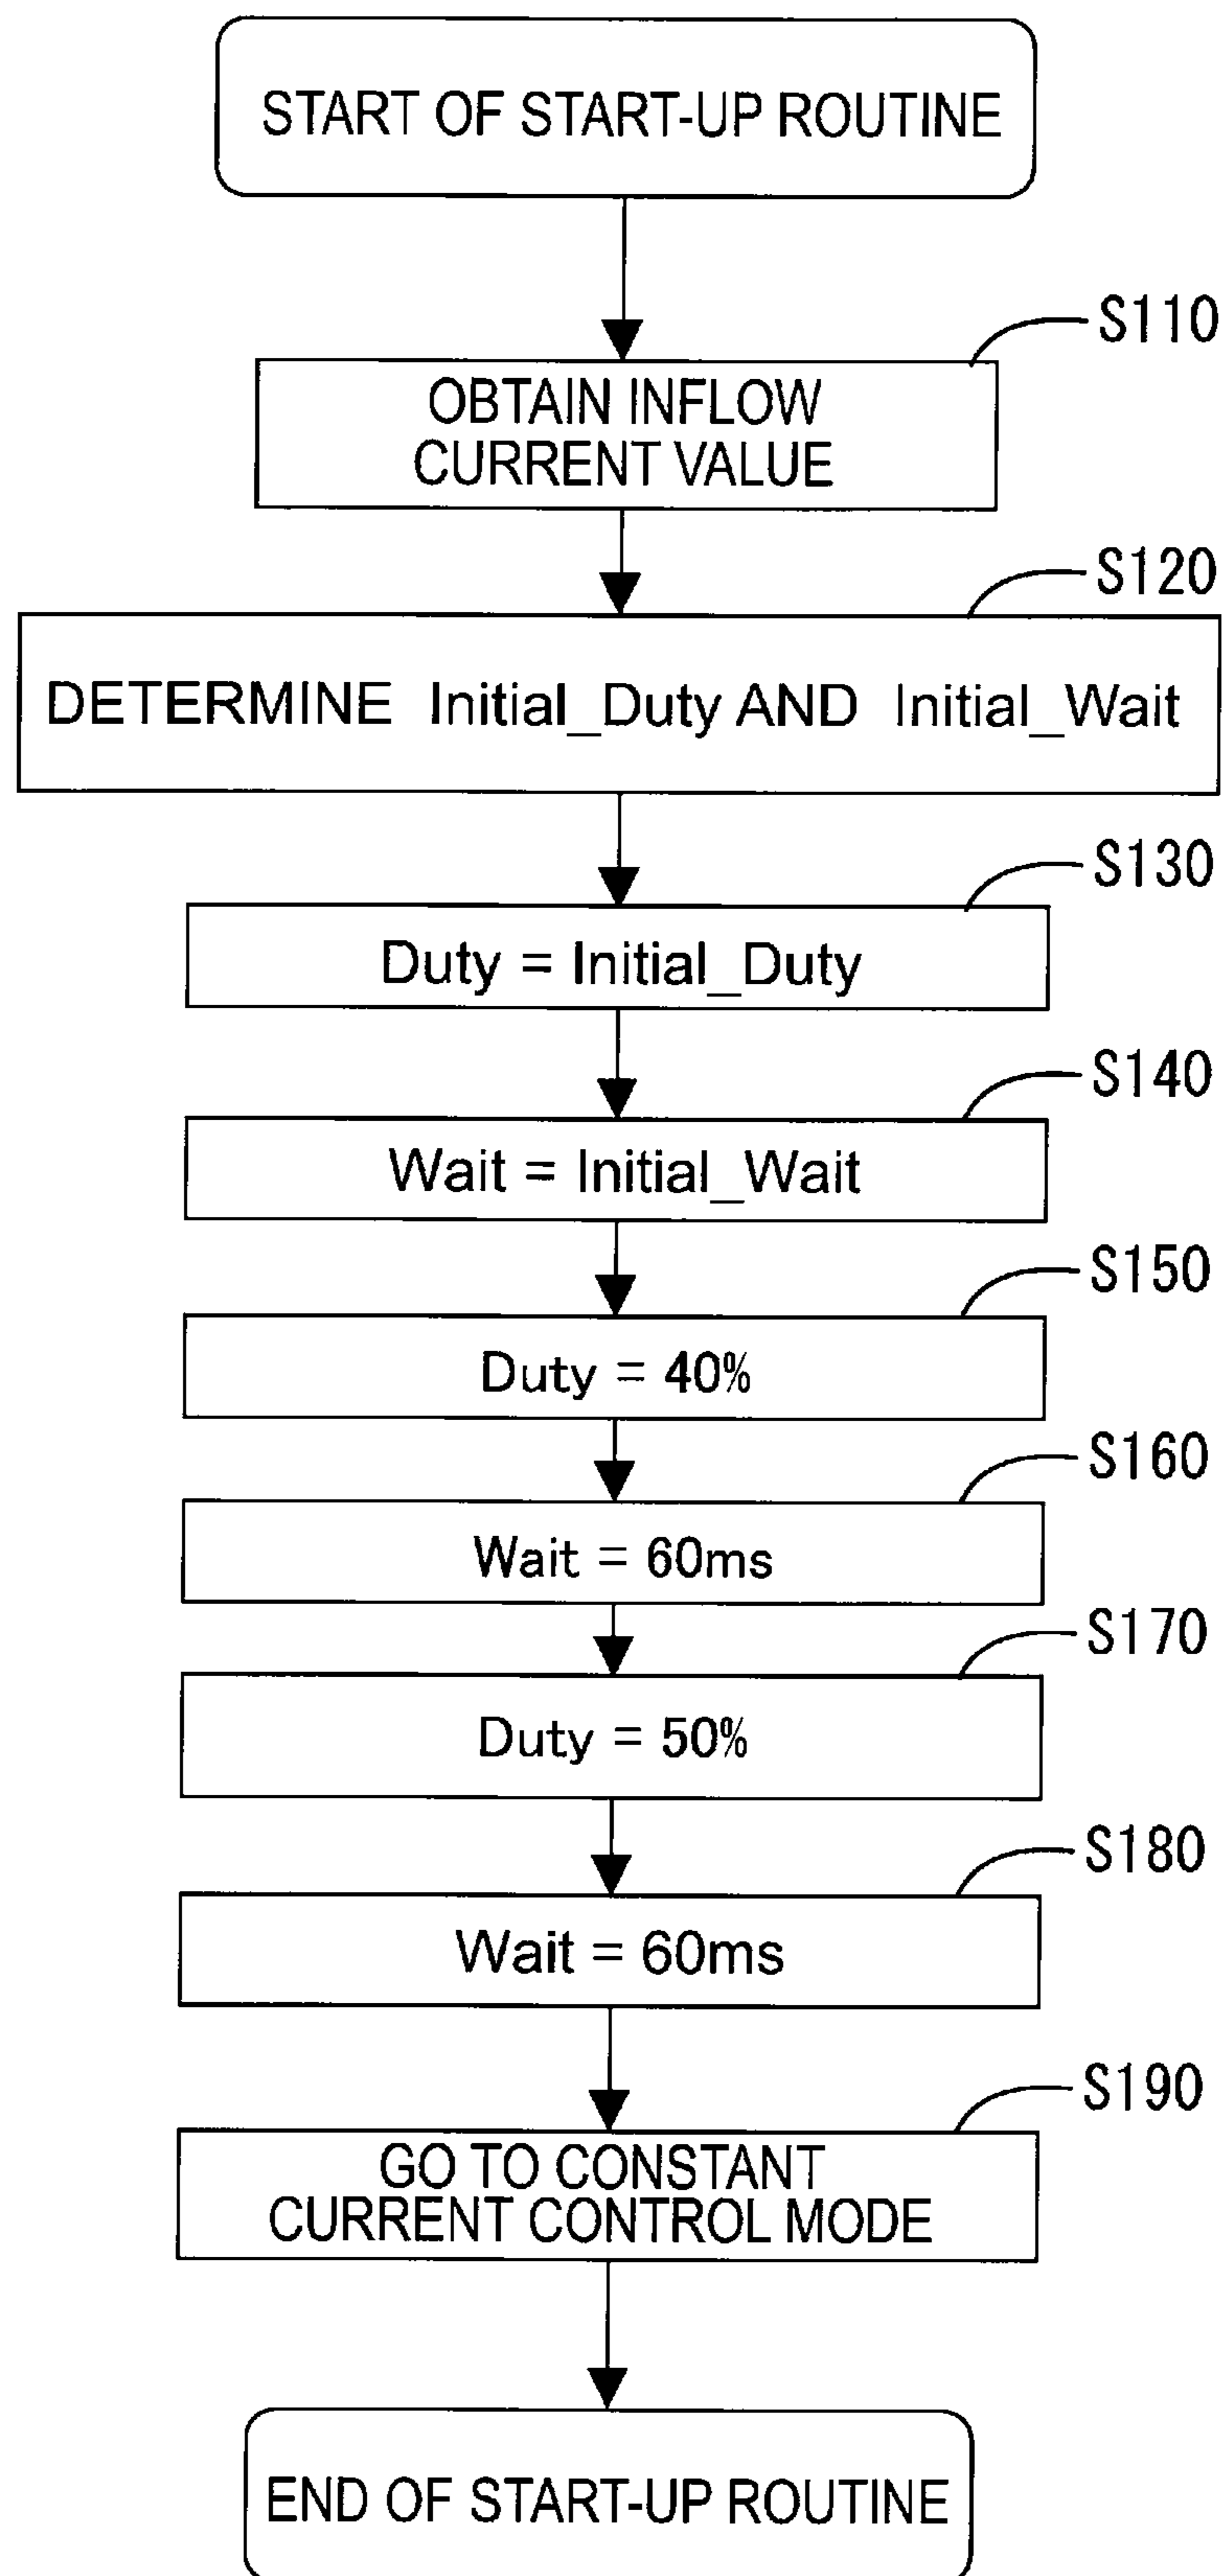 START OF START-UP ROUTINE
S110
OBTAIN INFLOW
CURRENT VALUE
S120
DETERMINE Initial_Duty AND Initial_Wait
S130
Duty = Initial_Duty
S140
Wait = Initial_Wait
S150
Duty = 40%
S160
Wait = 60ms
S170
Duty = 50%
S180
Wait = 60ms
S190
GO TO CONSTANT
CURRENT CONTROL MODE
END OF START-UP ROUTINE